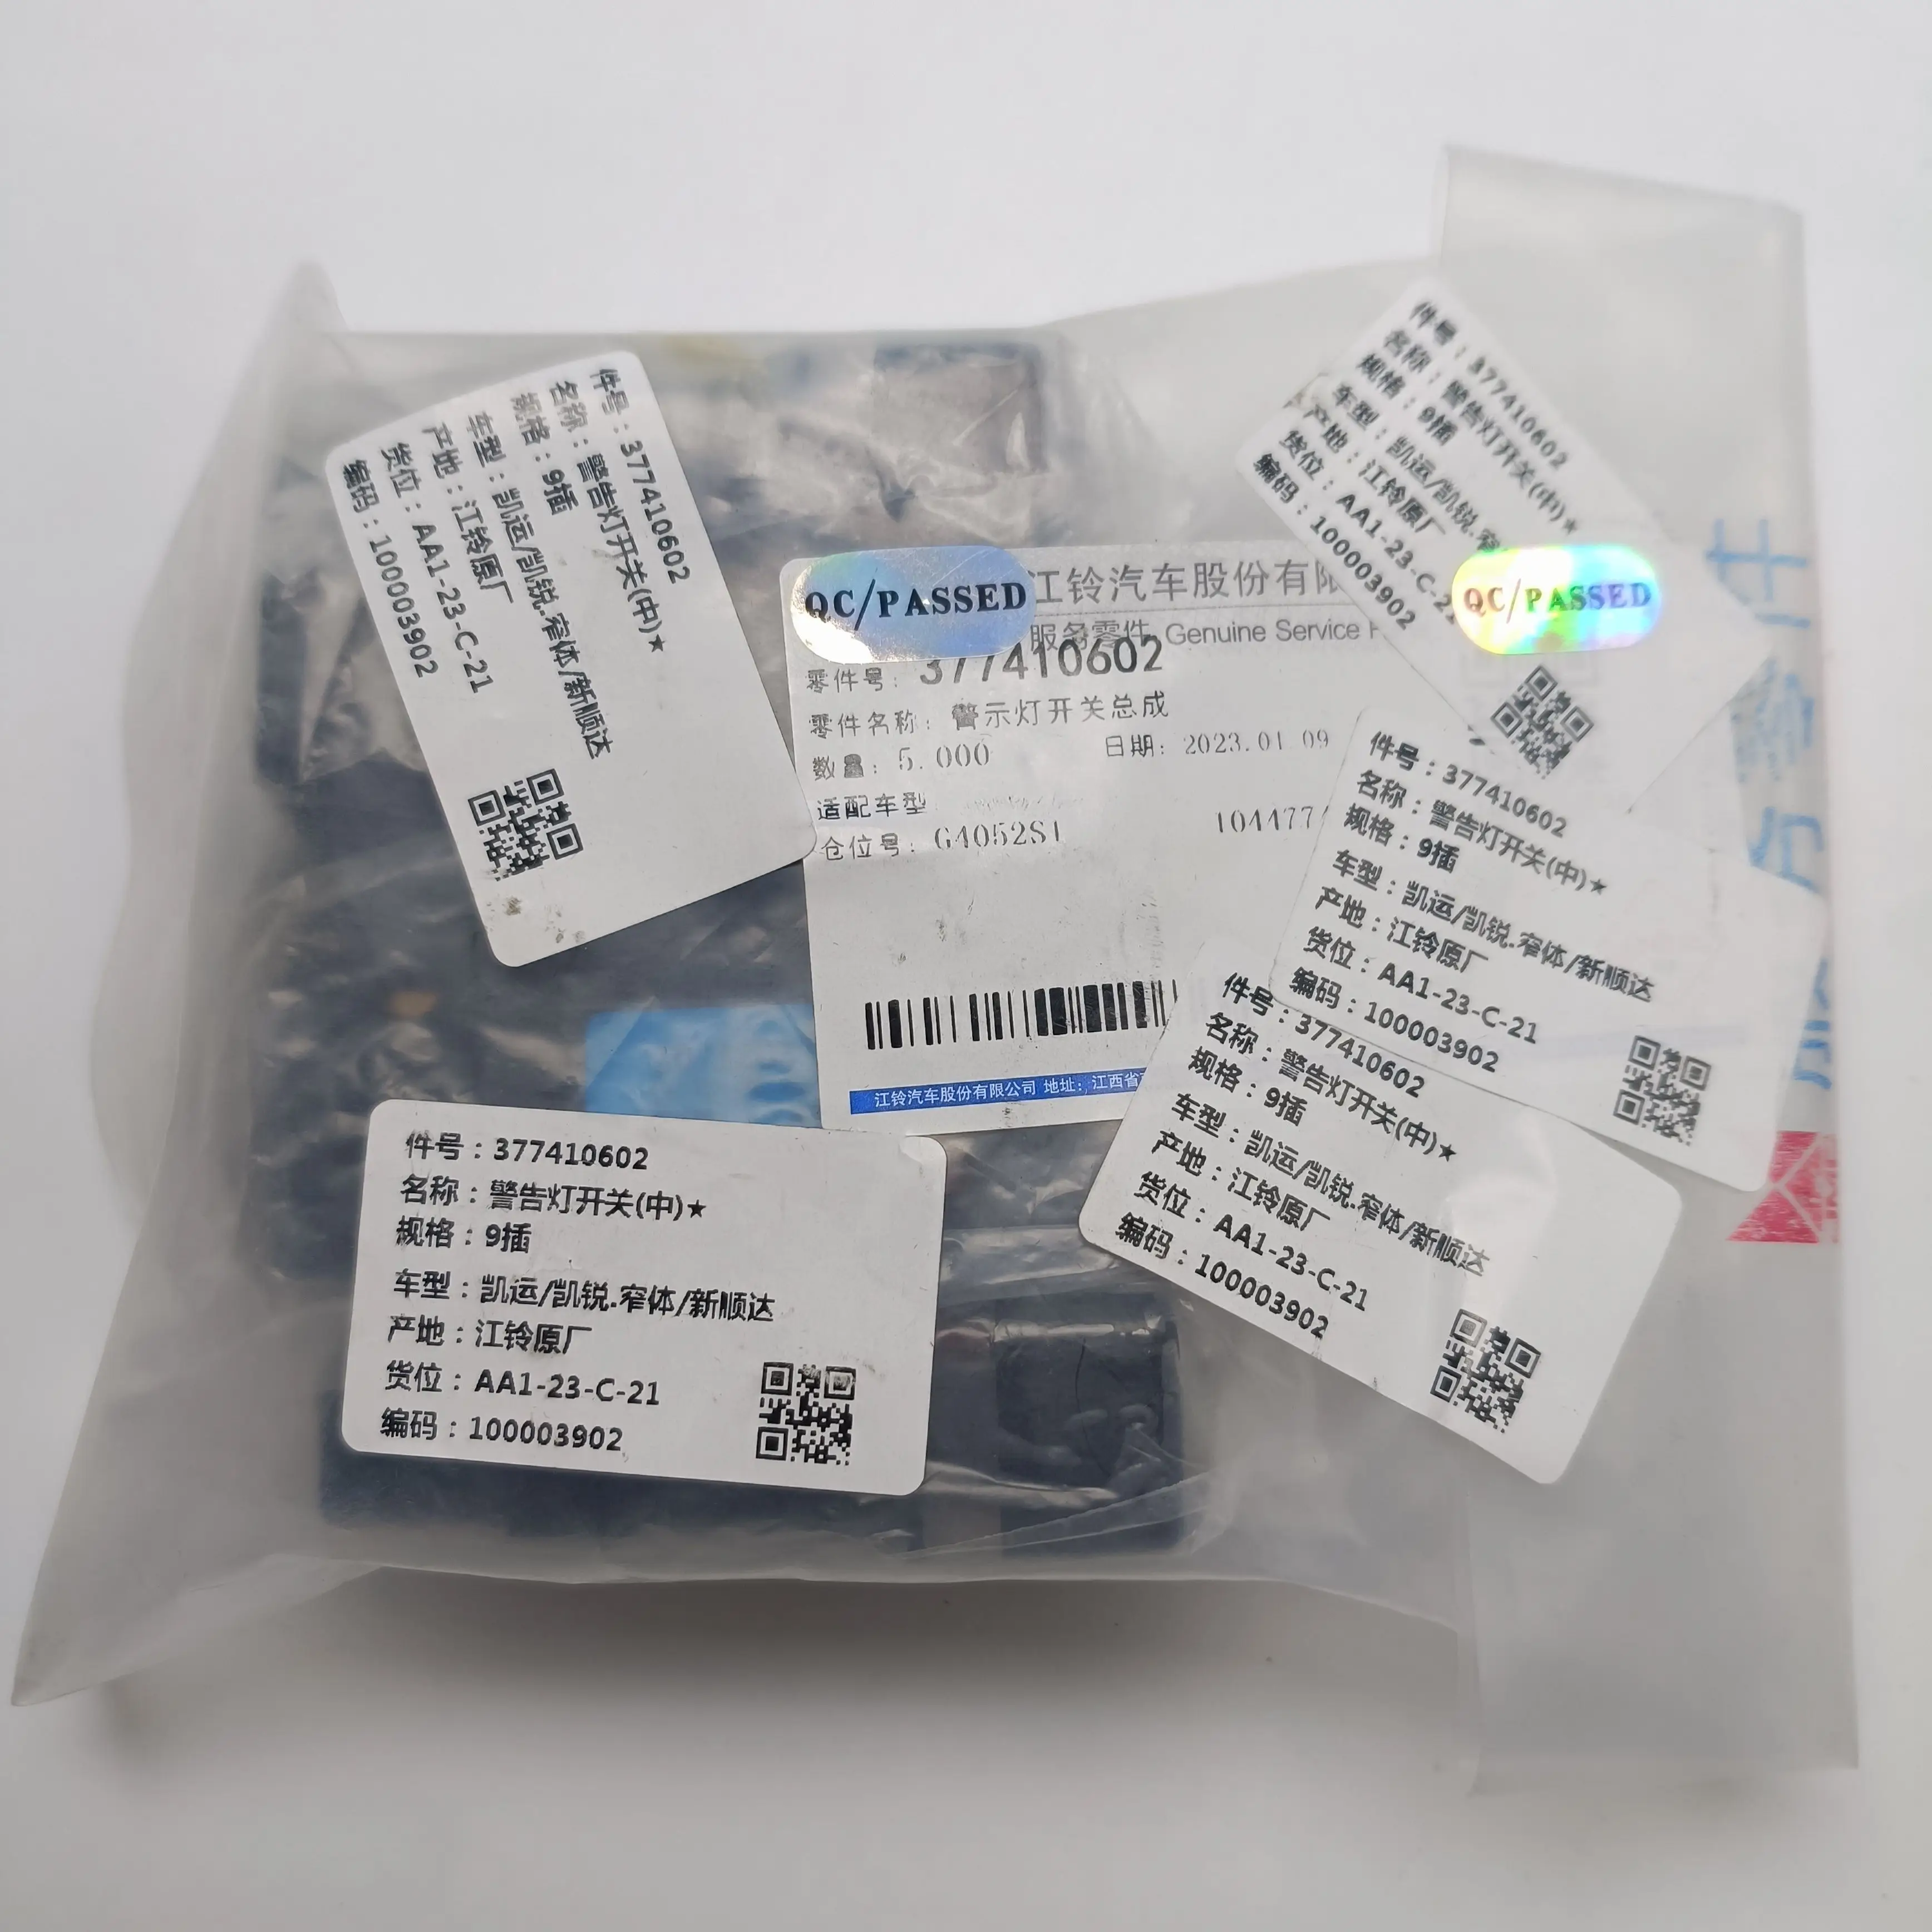 件号：377410602
名称：警告灯开关(中)★
规格：9插
车型：凯运/凯锐.窄体/新顺达
产地：江铃原厂
货位：AA1-23-C-21
编码：100003902
QC/PASSED
江铃汽车股份有限
服务零件 Genuine Service
零件号：377410602
零件名称：警示灯开关总成
数量：5.000 日期：2023.01.09
适配车型
仓位号：G4052S1
江铃汽车股份有限公司 地址：江西省
件号：377410602
名称：警告灯开关(中)★
规格：9插
车型：凯运/凯锐.窄
产地：江铃原厂
货位：AA1-23-C-2
编码：100003902
QC/PASSED
件号：377410602
名称：警告灯开关(中)★
规格：9插
车型：凯运/凯锐.窄体/新顺达
产地：江铃原厂
货位：AA1-23-C-21
编码：100003902
件号：377410602
名称：警告灯开关(中)★
规格：9插
车型：凯运/凯锐.窄体/新顺达
产地：江铃原厂
货位：AA1-23-C-21
编码：100003902
件号：377410602
名称：警告灯开关(中)★
规格：9插
车型：凯运/凯锐.窄体/新顺达
产地：江铃原厂
货位：AA1-23-C-21
编码：100003902